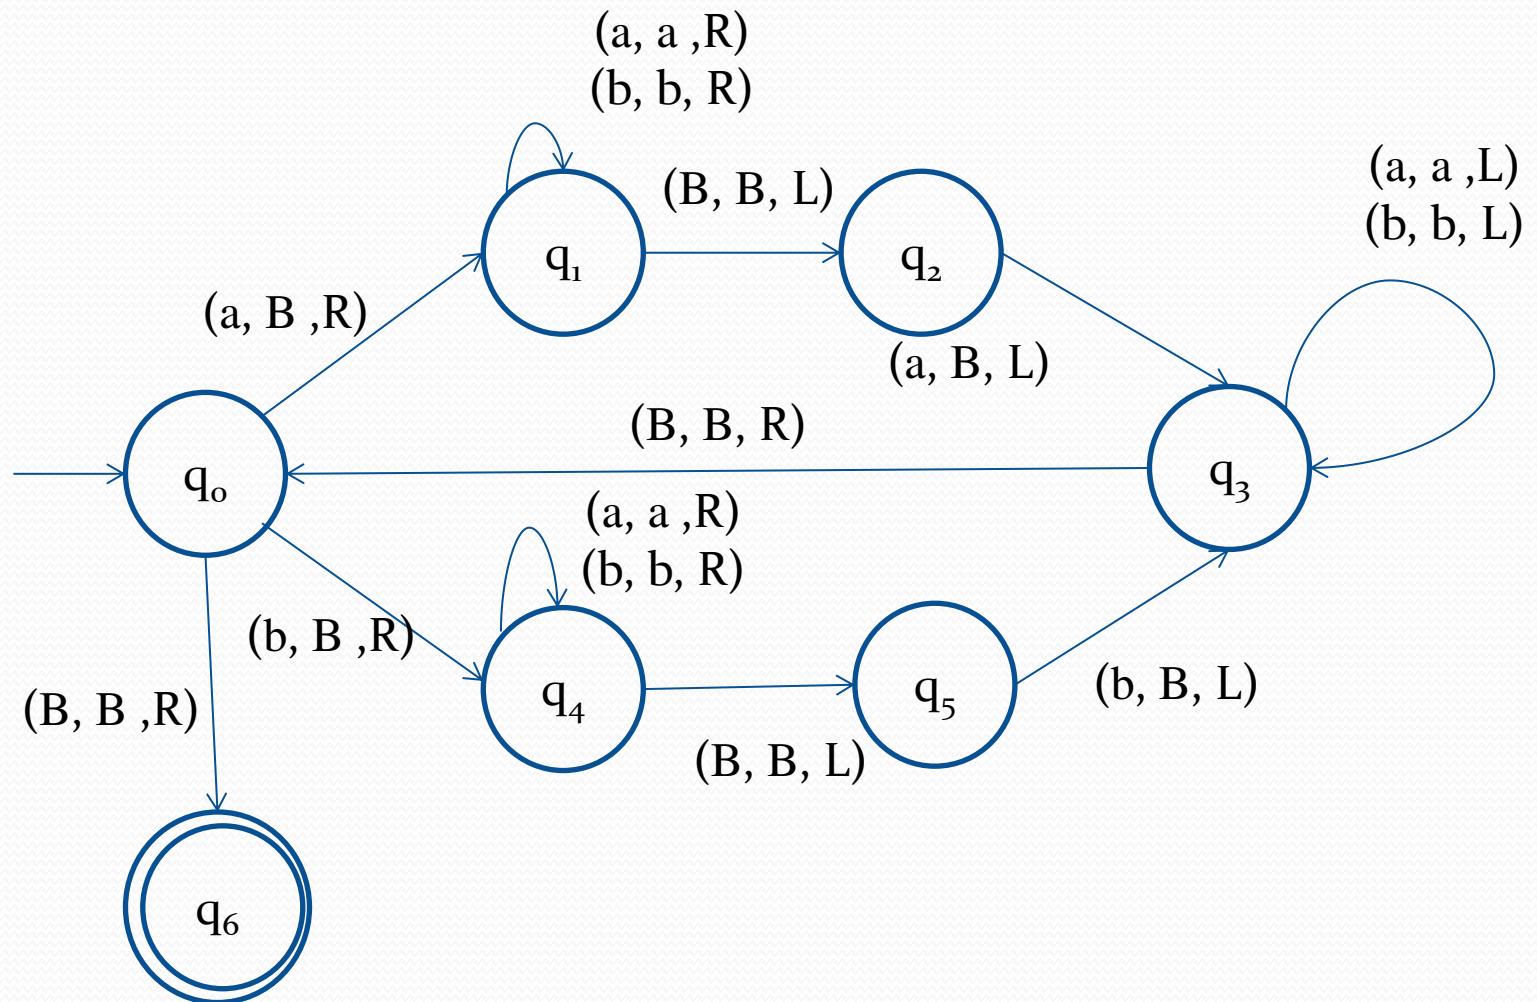 (a, a ,R)
(b, b, R)
(a, a ,L)
(b, b, L)
(B, B, L)
q₁
q₂
(a, B ,R)
(a, B, L)
(B, B, R)
q₀
q₃
(a, a ,R)
(b, b, R)
(b, B ,R)
q₄
q₅
(b, B, L)
(B, B ,R)
(B, B, L)
q₆